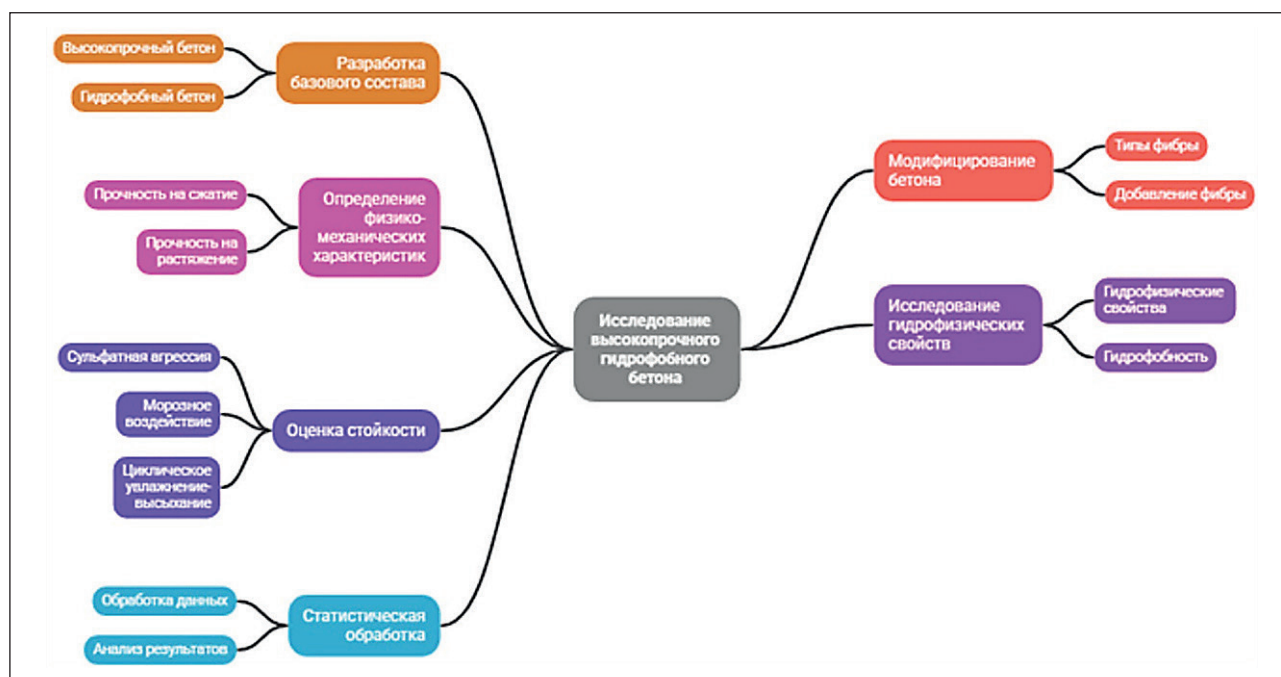 Высокопрочный бетон
Гидрофобный бетон
Разработка
базового состава
Прочность на сжатие
Прочность на
растяжение
Определение
физико-
механических
характеристик
Сульфатная агрессия
Морозное
воздействие
Циклическое
увлажнение-
высыхание
Оценка стойкости
Обработка данных
Анализ результатов
Статистическая
обработка
Исследование
высокопрочного
гидрофобного
бетона
Модифицирование
бетона
Типы фибры
Добавление фибры
Исследование
гидрофизических
свойств
Гидрофизические
свойства
Гидрофобность